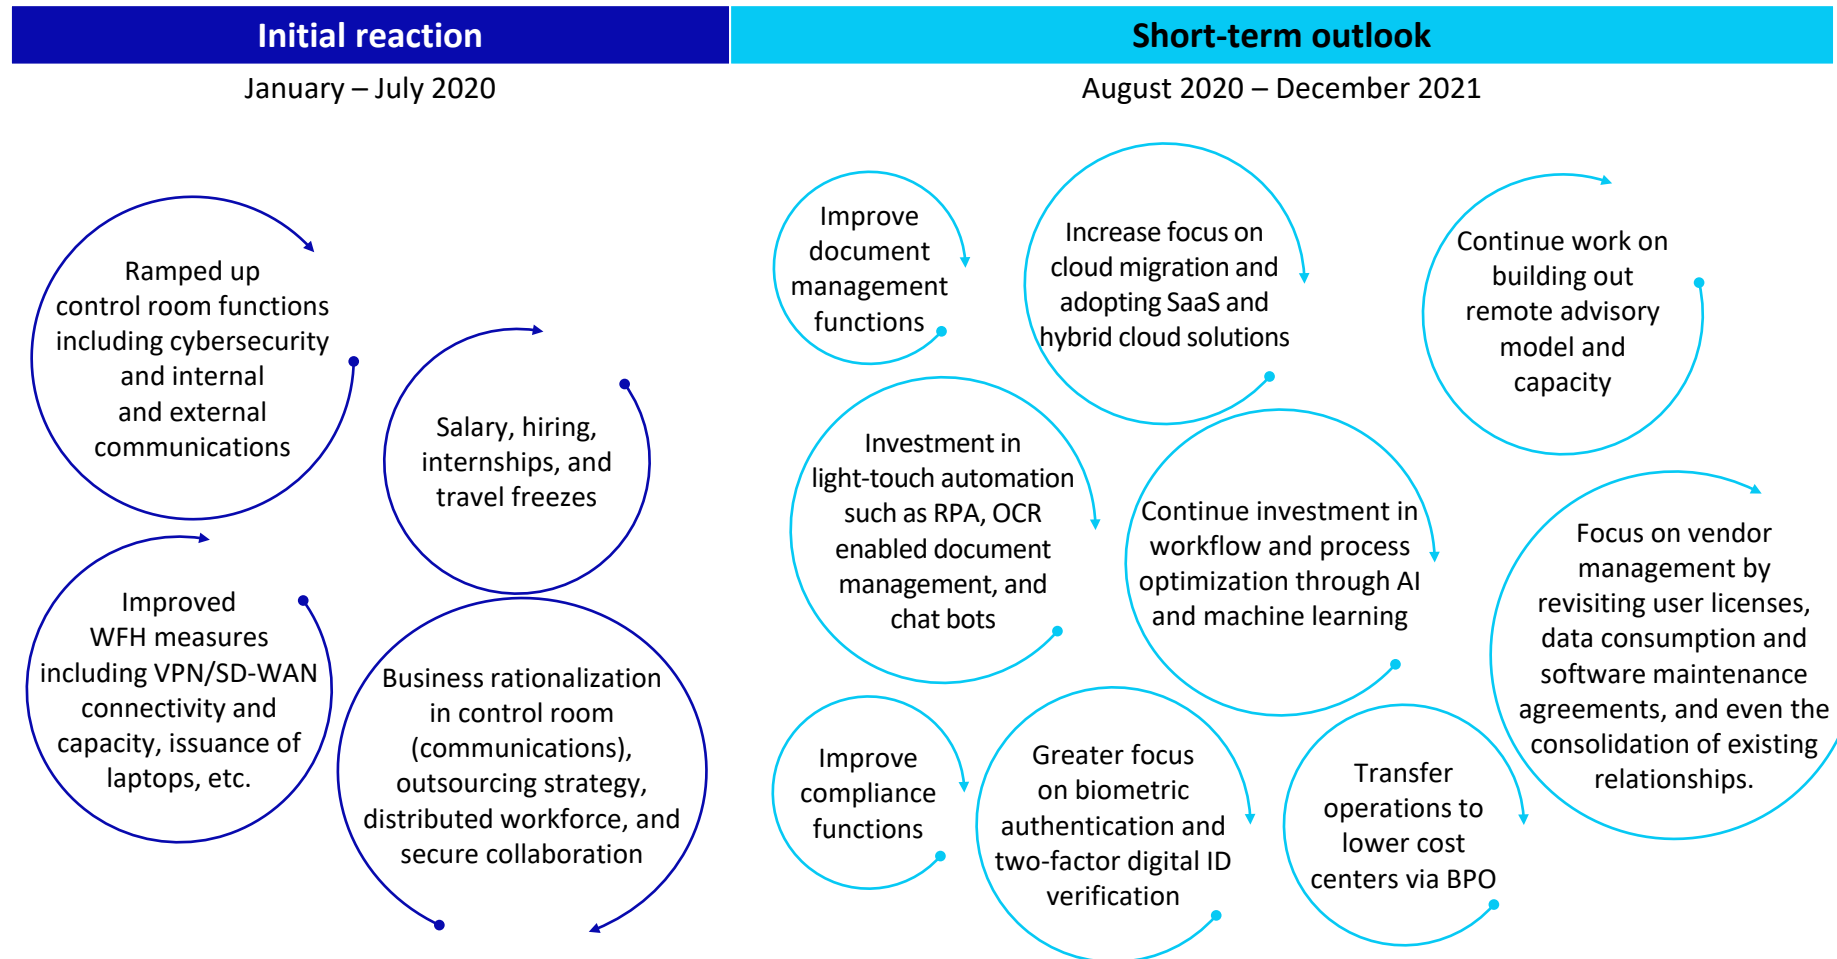 Initial reaction
January – July 2020
Ramped up
control room functions
including cybersecurity
and internal
and external
communications
Salary, hiring,
internships, and
travel freezes
Improved
WFH measures
including VPN/SD-WAN
connectivity and
capacity, issuance of
laptops, etc.
Business rationalization
in control room
(communications),
outsourcing strategy,
distributed workforce, and
secure collaboration
Short-term outlook
August 2020 – December 2021
Improve
document
management
functions
Increase focus on
cloud migration and
adopting SaaS and
hybrid cloud solutions
Continue work on
building out
remote advisory
model and
capacity
Investment in
light-touch automation
such as RPA, OCR
enabled document
management, and
chat bots
Continue investment in
workflow and process
optimization through AI
and machine learning
Focus on vendor
management by
revisiting user licenses,
data consumption and
software maintenance
agreements, and even the
consolidation of existing
relationships.
Improve
compliance
functions
Greater focus
on biometric
authentication and
two-factor digital ID
verification
Transfer
operations to
lower cost
centers via BPO